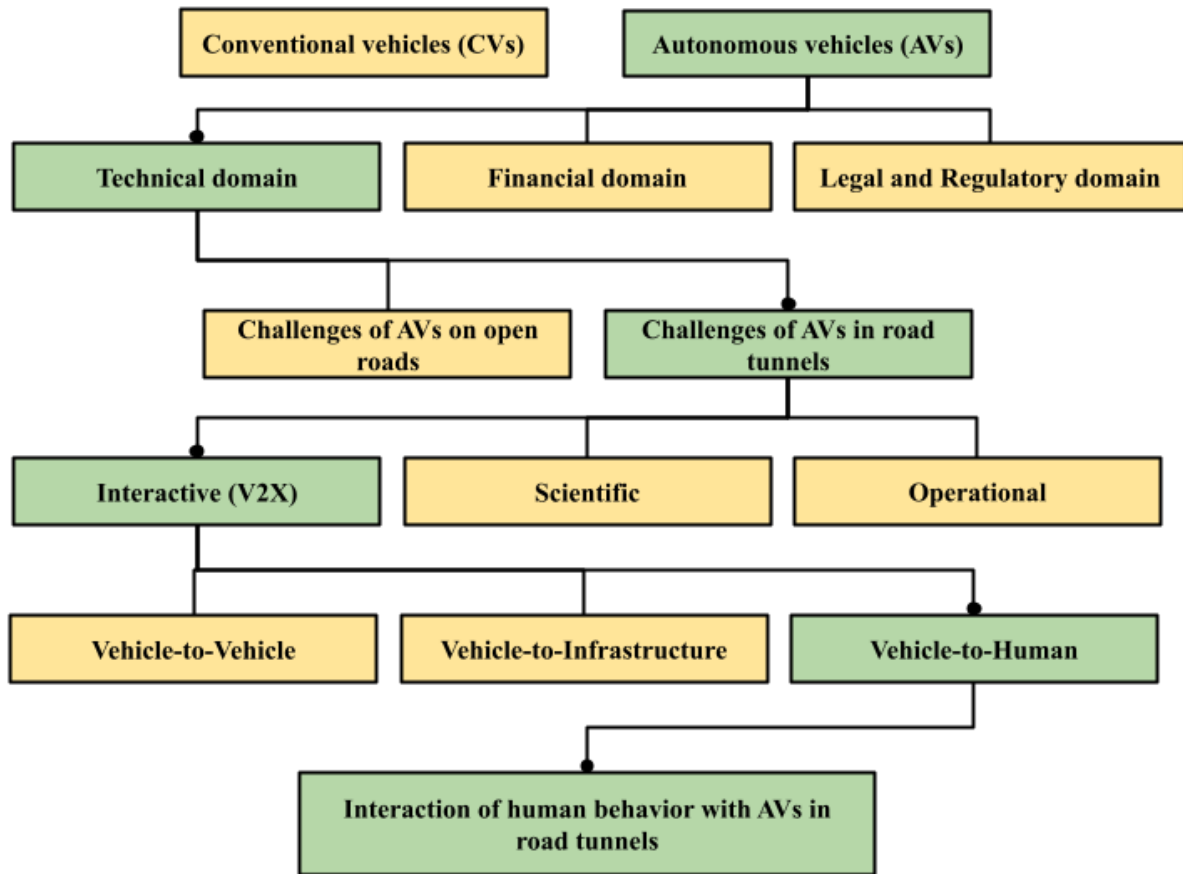 Conventional vehicles (CVs)
Autonomous vehicles (AVs)
Technical domain
Financial domain
Legal and Regulatory domain
Challenges of AVs on open
roads
Challenges of AVs in road
tunnels
Interactive (V2X)
Scientific
Operational
Vehicle-to-Vehicle
Vehicle-to-Infrastructure
Vehicle-to-Human
Interaction of human behavior with AVs in
road tunnels